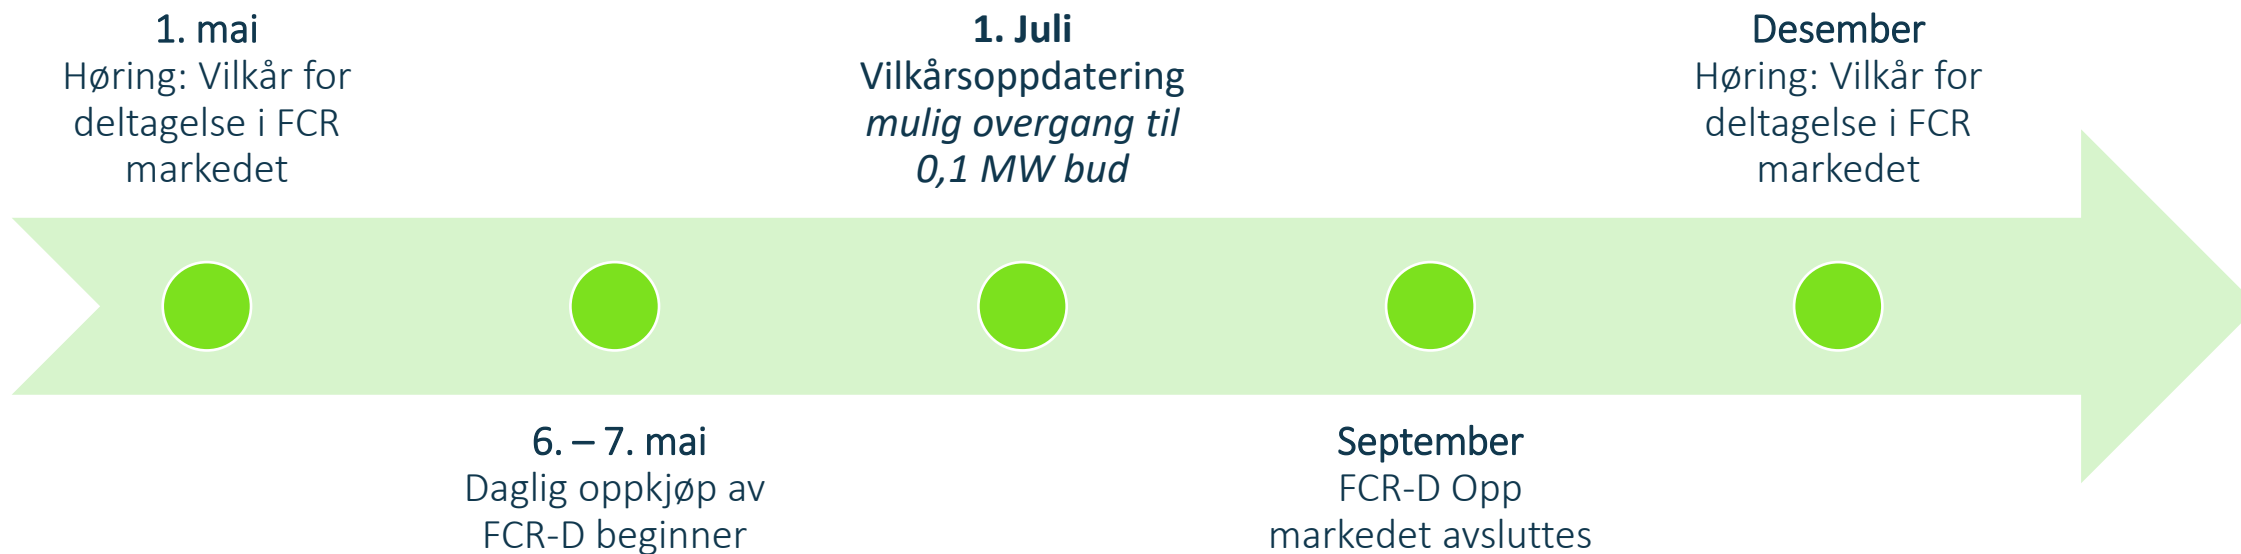 1. mai
Høring: Vilkår for
deltagelse i FCR
markedet
6. – 7. mai
Daglig oppkjøp av
FCR-D beginner
1. Juli
Vilkårsoppdatering
mulig overgang til
0,1 MW bud
September
FCR-D Opp
markedet avsluttes
Desember
Høring: Vilkår for
deltagelse i FCR
markedet